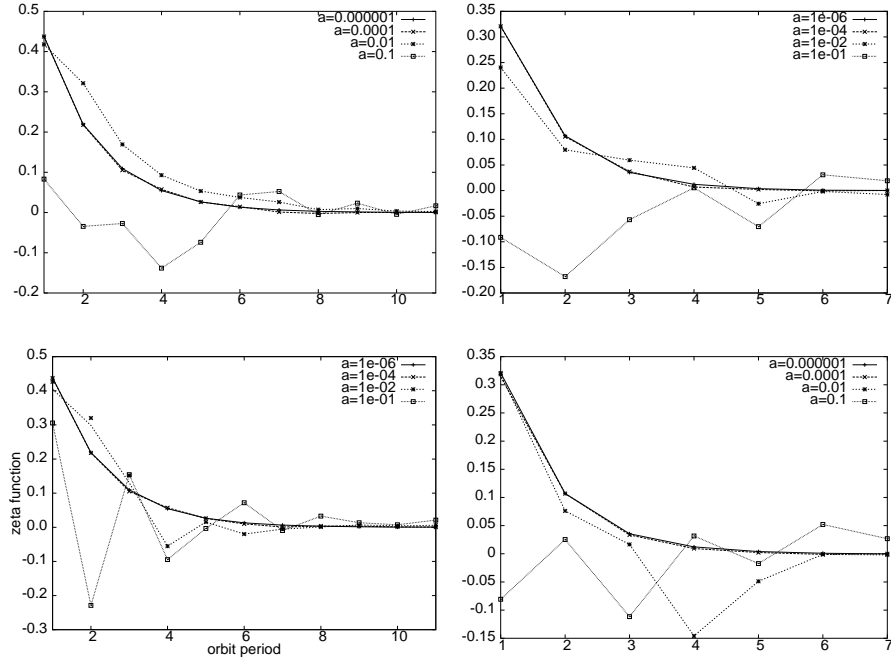 0.5
0.4
0.3
0.2
0.1
0
-0.1
-0.2
2 4 6 8 10
a=0.000001
a=0.0001
a=0.01
a=0.1
0.35
0.30
0.25
0.20
0.15
0.10
0.05
0.00
-0.05
-0.10
-0.15
-0.20
1 2 3 4 5 6 7
a=1e-06
a=1e-04
a=1e-02
a=1e-01
zeta function
0.5
0.4
0.3
0.2
0.1
0.0
-0.1
-0.2
-0.3
2 4 6 8 10
orbit period
a=1e-06
a=1e-04
a=1e-02
a=1e-01
0.35
0.35
0.25
0.20
0.15
0.10
0.05
0
-0.05
-0.10
-0.15
1 2 3 4 5 6 7
a=0.000001
a=0.0001
a=0.01
a=0.1